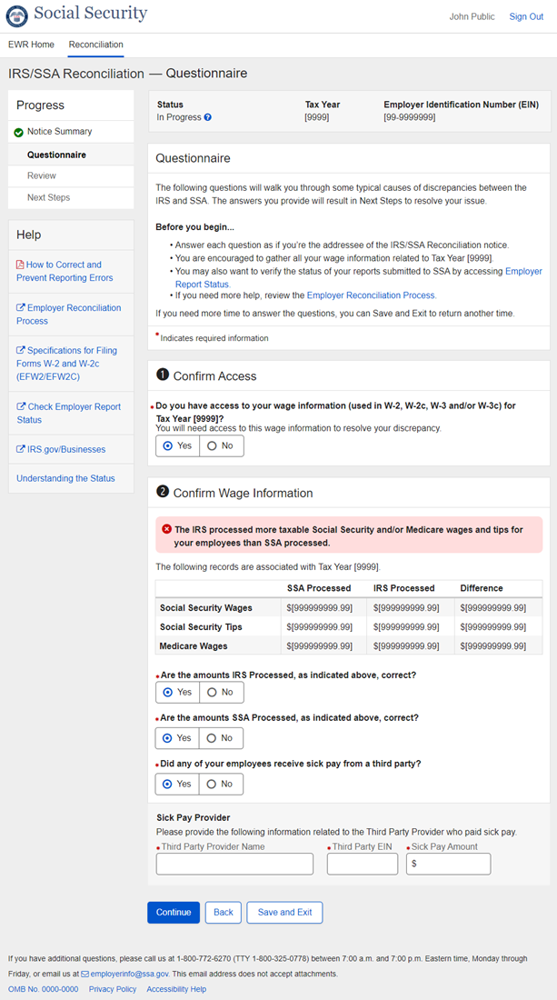 Social Security
John Public Sign Out
EWR Home Reconciliation
IRS/SSA Reconciliation — Questionnaire
Progress
Notice Summary
Questionnaire
Review
Next Steps
Help
How to Correct and
Prevent Reporting Errors
Employer Reconciliation
Process
Specifications for Filing
Forms W-2 and W-2c
(EFW2/EFW2C)
Check Employer Report
Status
IRS.gov/Businesses
Understanding the Status
Status Tax Year Employer Identification Number (EIN)
In Progress ? [9999] [99-9999999]
Questionnaire
The following questions will walk you through some typical causes of discrepancies between the
IRS and SSA. The answers you provide will result in Next Steps to resolve your issue.
Before you begin...
• Answer each question as if you're the addressee of the IRS/SSA Reconciliation notice.
• You are encouraged to gather all your wage information related to Tax Year [9999].
• You may also want to verify the status of your reports submitted to SSA by accessing Employer
Report Status.
• If you need more help, review the Employer Reconciliation Process.
If you need more time to answer the questions, you can Save and Exit to return another time.
* Indicates required information
1 Confirm Access
* Do you have access to your wage information (used in W-2, W-2c, W-3 and/or W-3c) for
Tax Year [9999]?
You will need access to this wage information to resolve your discrepancy.
Yes No
2 Confirm Wage Information
The IRS processed more taxable Social Security and/or Medicare wages and tips for
your employees than SSA processed.
The following records are associated with Tax Year [9999].
SSA Processed IRS Processed Difference
Social Security Wages $[999999999.99] $[999999999.99] $[999999999.99]
Social Security Tips $[999999999.99] $[999999999.99] $[999999999.99]
Medicare Wages $[999999999.99] $[999999999.99] $[999999999.99]
* Are the amounts IRS Processed, as indicated above, correct?
Yes No
* Are the amounts SSA Processed, as indicated above, correct?
Yes No
* Did any of your employees receive sick pay from a third party?
Yes No
Sick Pay Provider
Please provide the following information related to the Third Party Provider who paid sick pay.
* Third Party Provider Name * Third Party EIN * Sick Pay Amount
$
Continue Back Save and Exit
If you have additional questions, please call us at 1-800-772-6270 (TTY 1-800-325-0778) between 7:00 a.m. and 7:00 p.m. Eastern time, Monday through
Friday, or email us at employerinfo@ssa.gov. This email address does not accept attachments.
OMB No. 0000-0000 Privacy Policy Accessibility Help